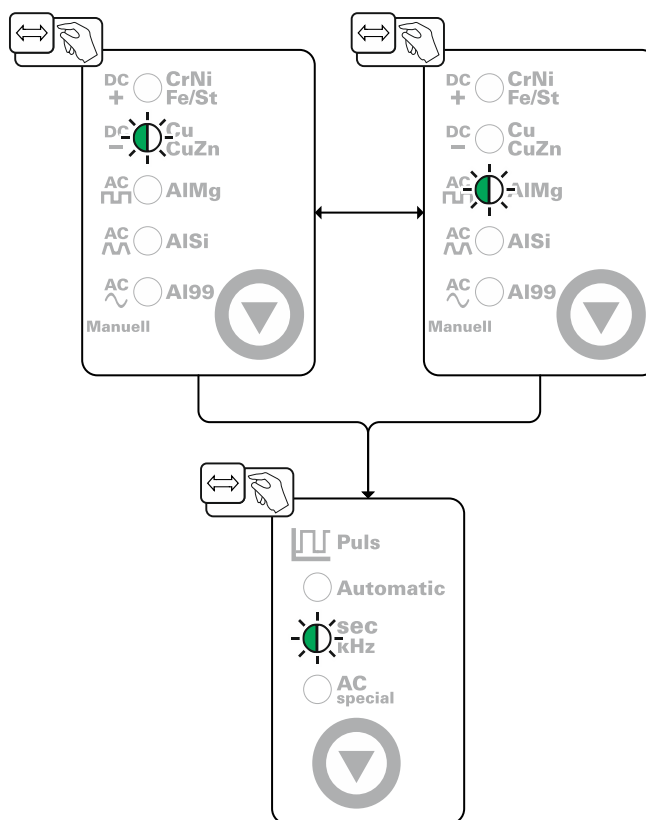 DC CrNi
+ Fe/St
DC Cu
− CuZn
AC AlMg
AC AlSi
AC Al99
Manuell
DC CrNi
+ Fe/St
DC Cu
− CuZn
AC AlMg
AC AlSi
AC Al99
Manuell
Puls
Automatic
sec
kHz
AC
special